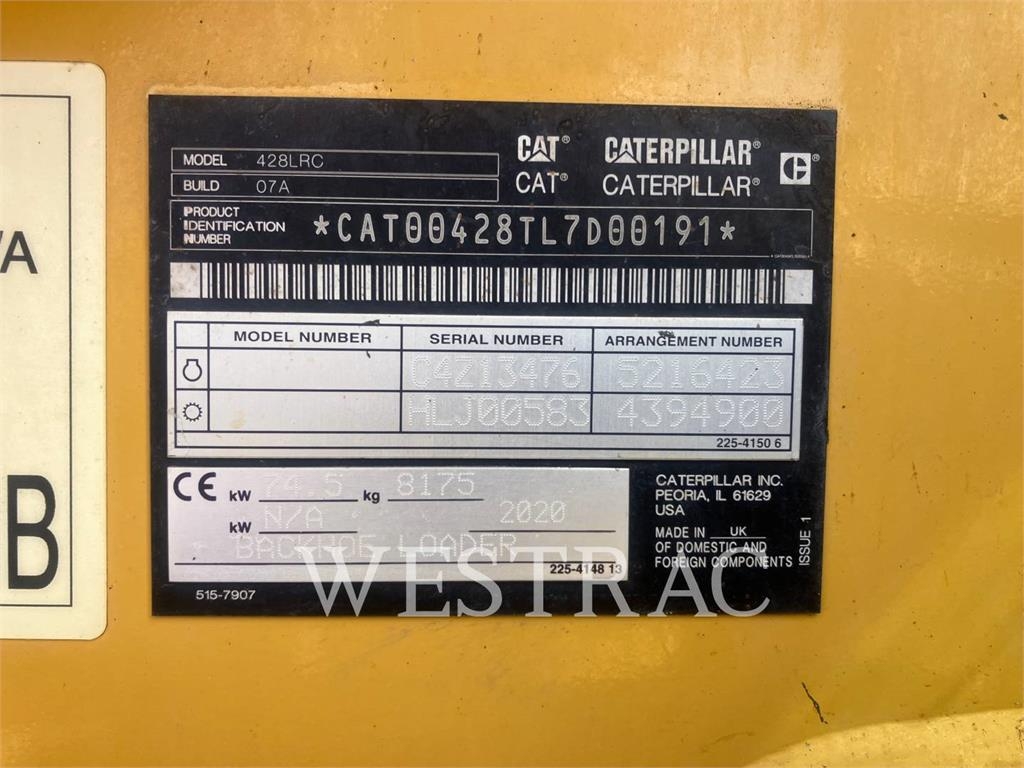 /A
B
MODEL 428LRC
BUILD 07A
CAT® CATERPILLAR®
CAT® CATERPILLAR®
PRODUCT IDENTIFICATION NUMBER *CAT00428TL7D00191*
MODEL NUMBER SERIAL NUMBER ARRANGEMENT NUMBER
C4Z13476 5216423
HLJ00583 4394900
225-4150 6
CE kW 74.5 kg 8175
kW N/A 2020
BACKHOE LOADER
225-4148 13
515-7907
CATERPILLAR INC.
PEORIA, IL 61629
USA
MADE IN UK
OF DOMESTIC AND
FOREIGN COMPONENTS
ISSUE 1
WESTRAC